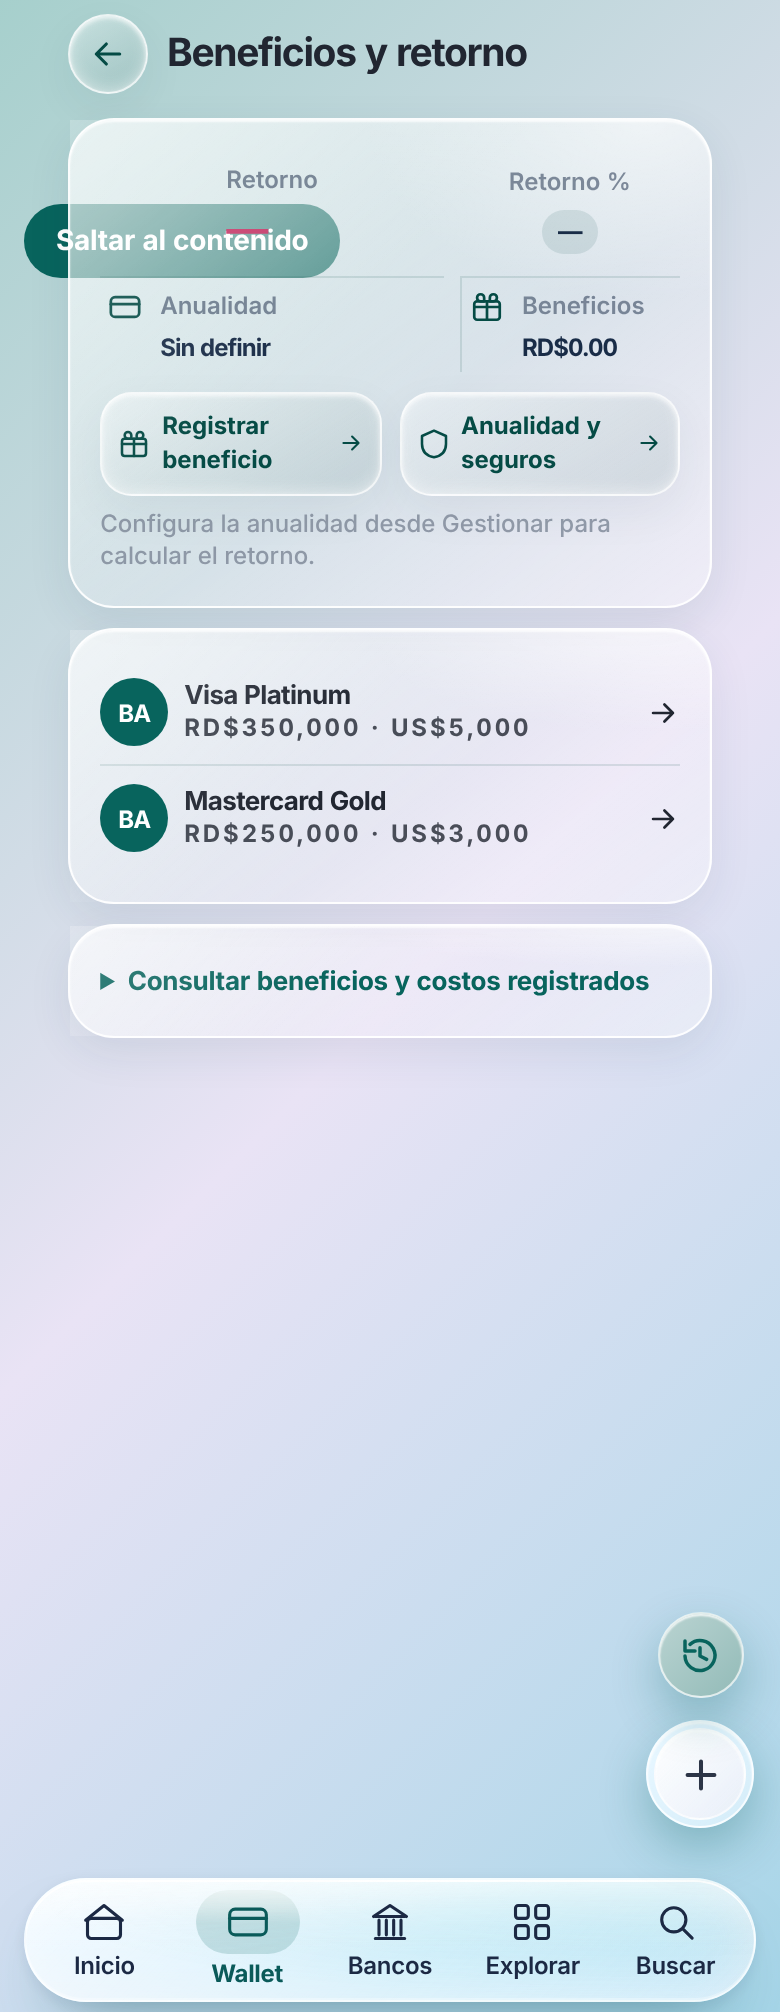 Beneficios y retorno
Retorno
Retorno %
Saltar al contenido
—
—
Anualidad
Sin definir
Beneficios
RD$0.00
Registrar
beneficio
Anualidad y
seguros
Configura la anualidad desde Gestionar para
calcular el retorno.
BA
Visa Platinum
RD$350,000 · US$5,000
BA
Mastercard Gold
RD$250,000 · US$3,000
Consultar beneficios y costos registrados
Inicio
Wallet
Bancos
Explorar
Buscar